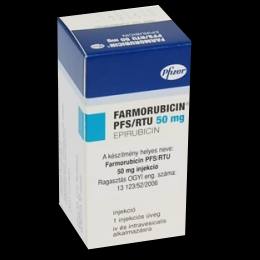 Pfizer
FARMORUBICIN®
PFS/RTU 50 mg
EPIRUBICIN
A készítmény helyes neve:
Farmorubicin PFS/RTU
50 mg injekció
Ragasztás OGYI eng. száma:
13 123/52/2006
injekció
1 injekciós üveg
iv és intravesicalis
alkalmazásra